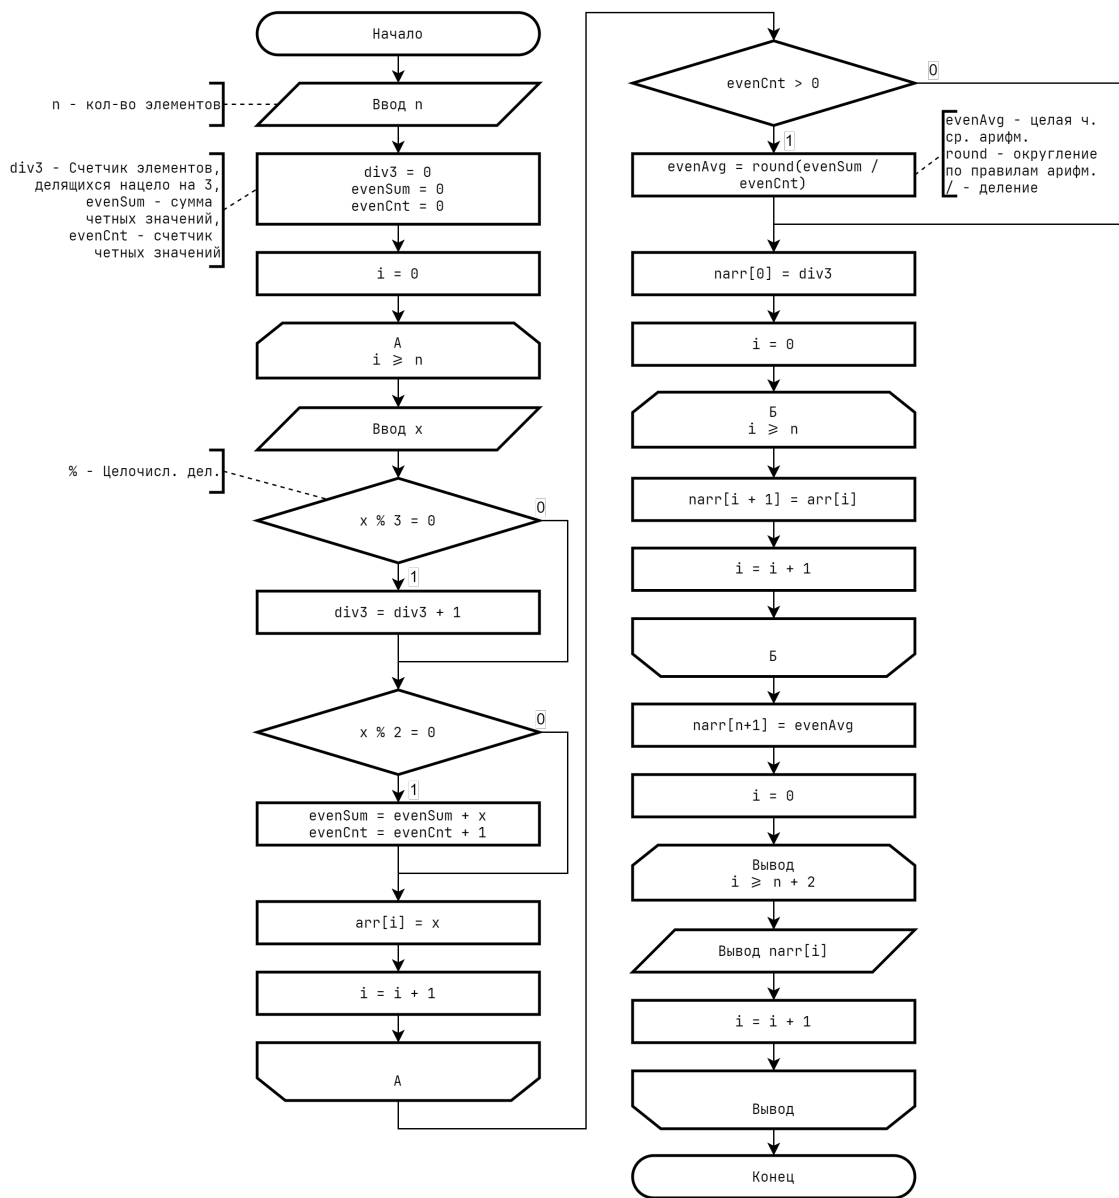 Начало
n - кол-во элементов
Ввод n
div3 - Счетчик элементов,
делящихся нацело на 3,
evenSum - сумма
четных значений,
evenCnt - счетчик
четных значений
div3 = 0
evenSum = 0
evenCnt = 0
i = 0
А
i ⩾ n
Ввод x
% - Целочисл. дел.
x % 3 = 0
0
1
div3 = div3 + 1
x % 2 = 0
0
1
evenSum = evenSum + x
evenCnt = evenCnt + 1
arr[i] = x
i = i + 1
А
evenCnt > 0
0
1
evenAvg = round(evenSum /
evenCnt)
evenAvg - целая ч.
ср. арифм.
round - округление
по правилам арифм.
/ - деление
narr[0] = div3
i = 0
Б
i ⩾ n
narr[i + 1] = arr[i]
i = i + 1
Б
narr[n+1] = evenAvg
i = 0
Вывод
i ⩾ n + 2
Вывод narr[i]
i = i + 1
Вывод
Конец